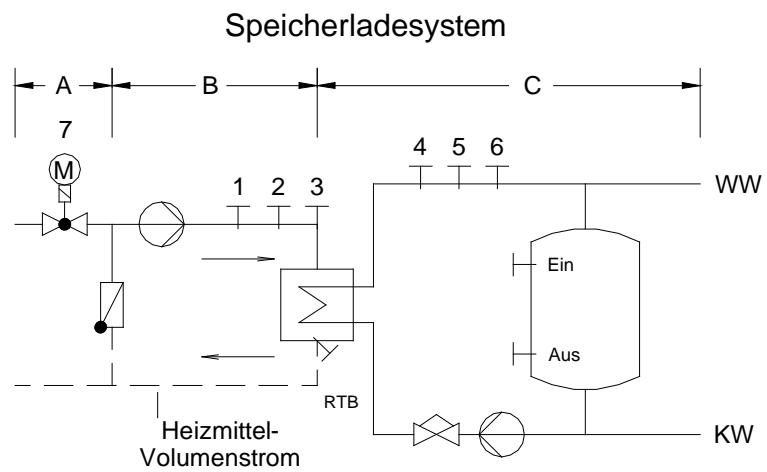 Speicherladesystem
A
B
C
7
M
1
2
3
4
5
6
WW
Ein
Aus
RTB
KW
Heizmittel-
Volumenstrom